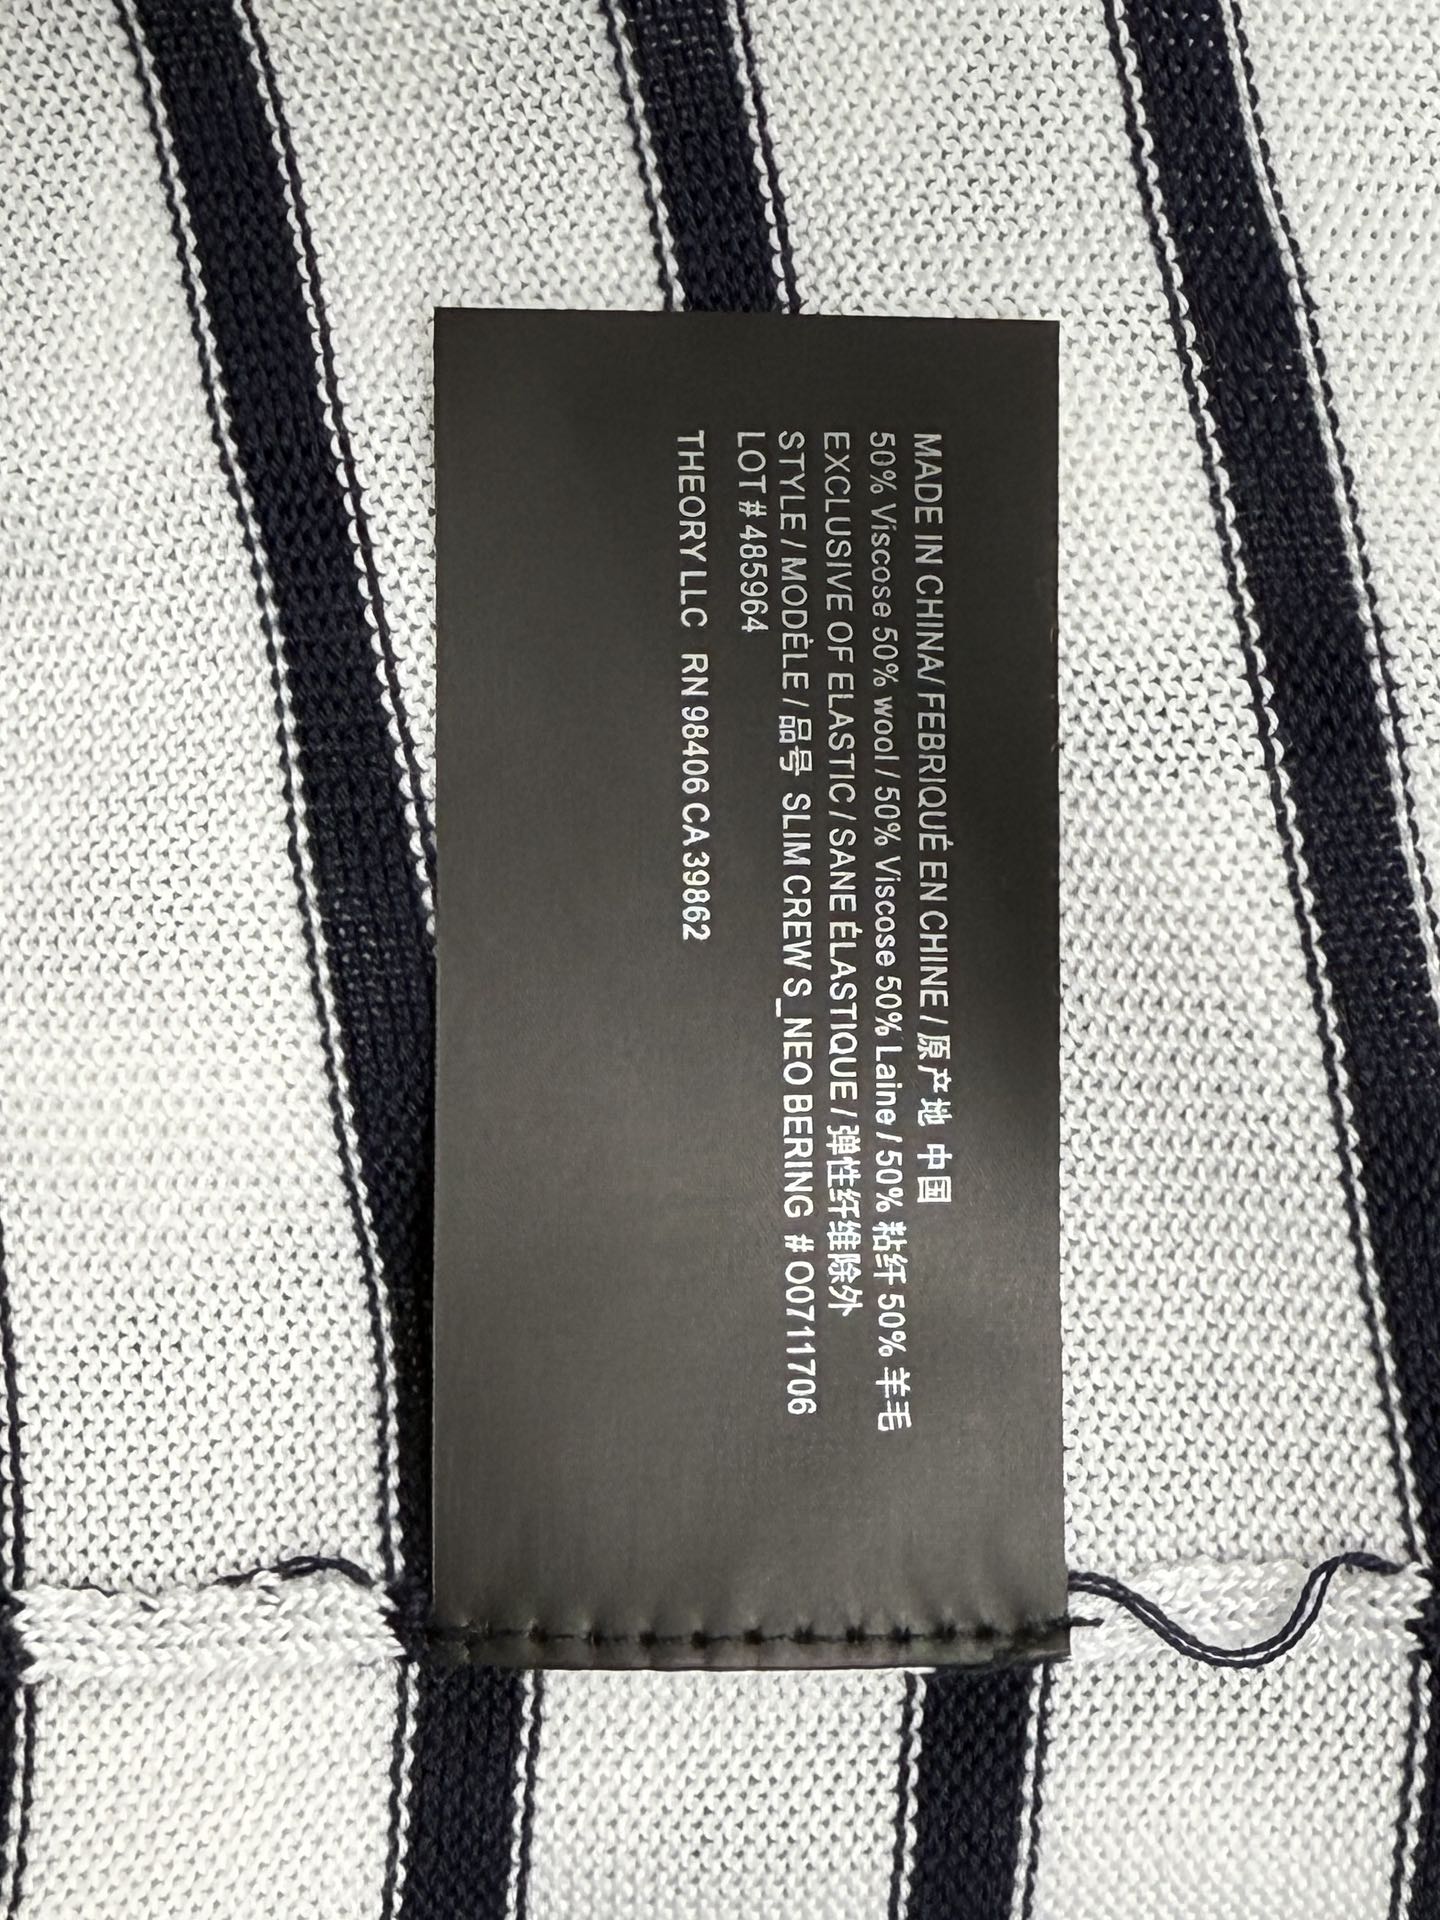 MADE IN CHINA/ FEBRIQUÉ EN CHINE / 原产地 中国
50% Viscose 50% wool / 50% Viscose 50% Laine / 50% 粘纤 50% 羊毛
EXCLUSIVE OF ELASTIC / SANE ÉLASTIQUE / 弹性纤维除外
STYLE / MODÈLE / 品号 SLIM CREW S_NEO BERING # O0711706
LOT # 485964
THEORY LLC RN 98406 CA 39862